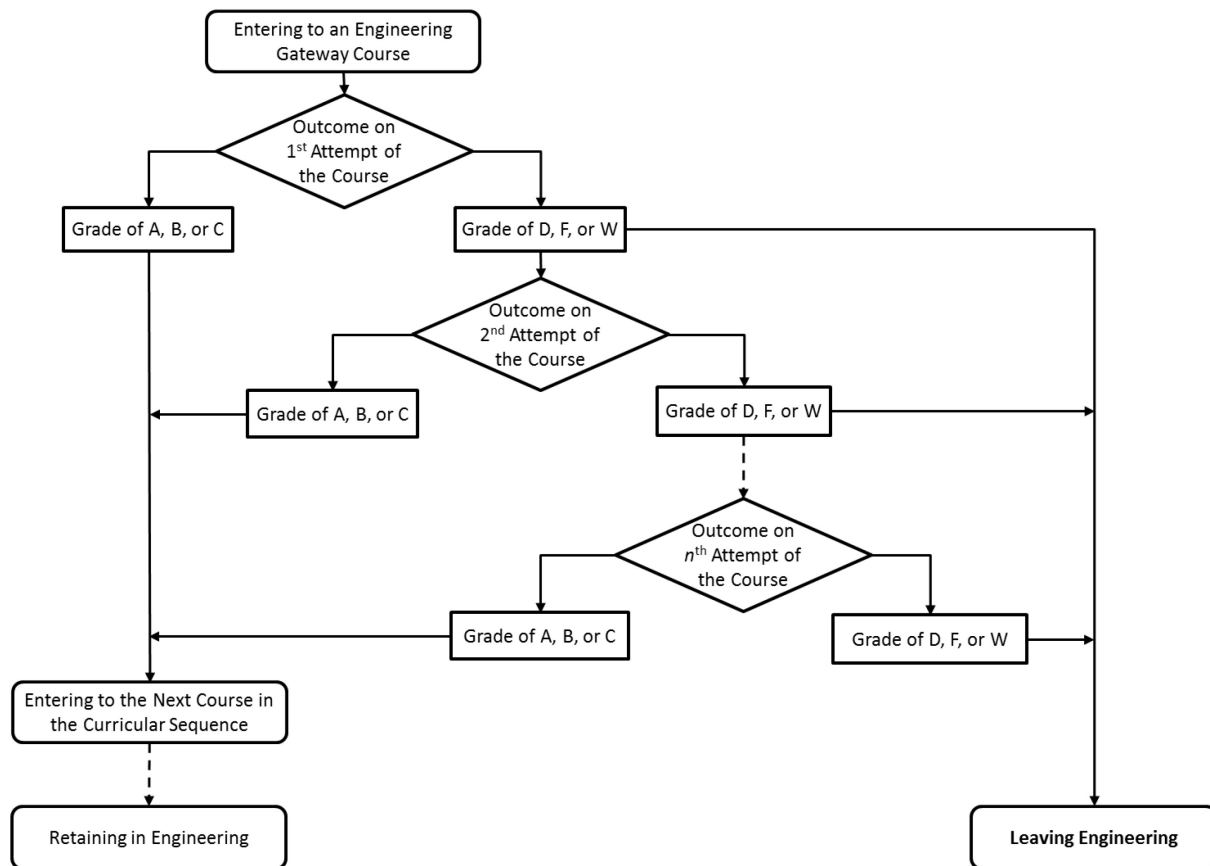 Entering to an Engineering
Gateway Course
Outcome on
1st Attempt of
the Course
Grade of A, B, or C
Grade of D, F, or W
Outcome on
2nd Attempt of
the Course
Grade of A, B, or C
Grade of D, F, or W
Outcome on
nth Attempt of
the Course
Grade of A, B, or C
Grade of D, F, or W
Entering to the Next Course in
the Curricular Sequence
Retaining in Engineering
Leaving Engineering